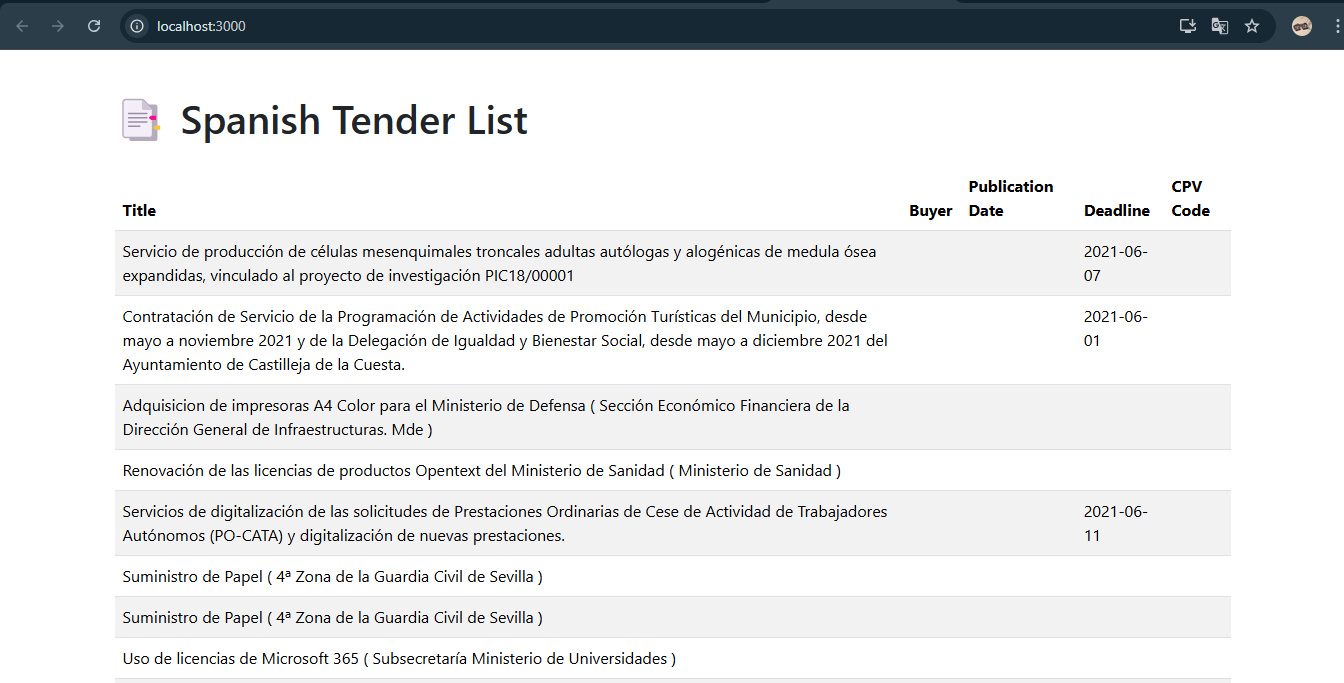 localhost:3000
Spanish Tender List
Title Buyer Publication Date Deadline CPV Code
Servicio de producción de células mesenquimales troncales adultas autólogas y alogénicas de medula ósea
expandidas, vinculado al proyecto de investigación PIC18/00001
2021-06-
07
Contratación de Servicio de la Programación de Actividades de Promoción Turísticas del Municipio, desde
mayo a noviembre 2021 y de la Delegación de Igualdad y Bienestar Social, desde mayo a diciembre 2021 del
Ayuntamiento de Castilleja de la Cuesta.
2021-06-
01
Adquisicion de impresoras A4 Color para el Ministerio de Defensa ( Sección Económico Financiera de la
Dirección General de Infraestructuras. Mde )
Renovación de las licencias de productos Opentext del Ministerio de Sanidad ( Ministerio de Sanidad )
Servicios de digitalización de las solicitudes de Prestaciones Ordinarias de Cese de Actividad de Trabajadores
Autónomos (PO-CATA) y digitalización de nuevas prestaciones.
2021-06-
11
Suministro de Papel ( 4ª Zona de la Guardia Civil de Sevilla )
Suministro de Papel ( 4ª Zona de la Guardia Civil de Sevilla )
Uso de licencias de Microsoft 365 ( Subsecretaría Ministerio de Universidades )